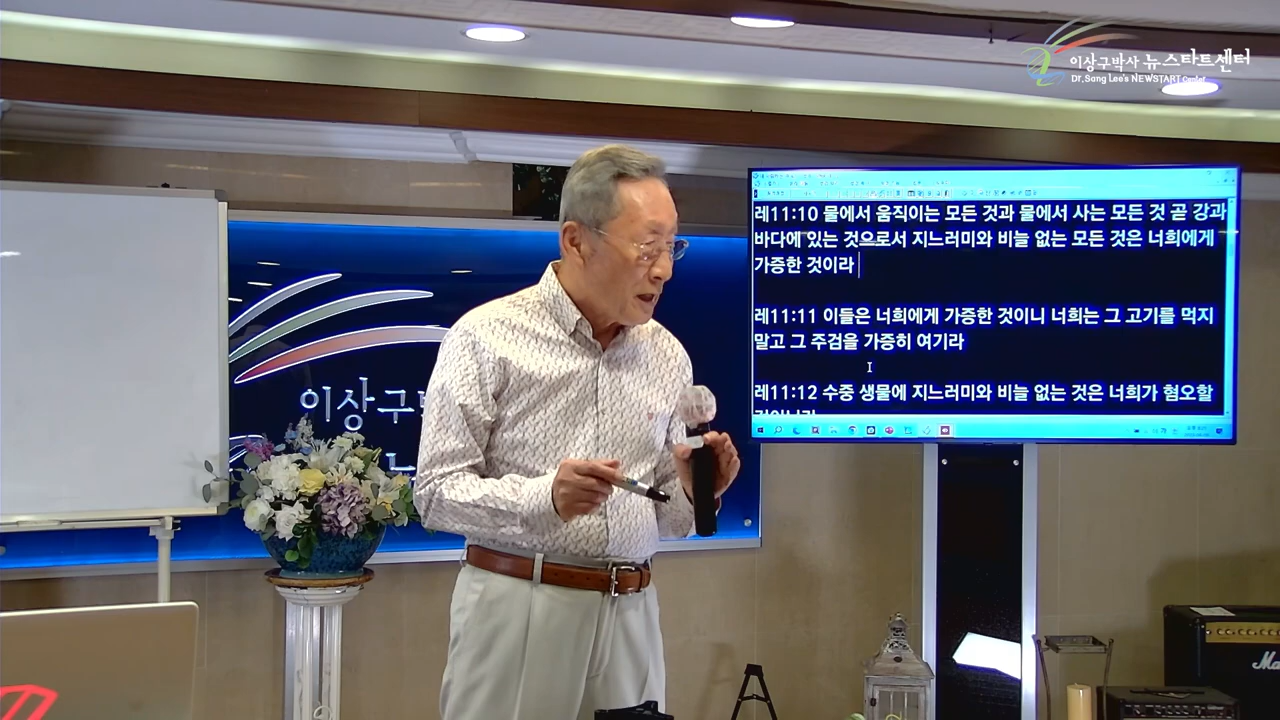 이상구박사 뉴스타트센터
Dr.Sang Lee's NEWSTART Center
레11:10 물에서 움직이는 모든 것과 물에서 사는 모든 것 곧 강과
바다에 있는 것으로서 지느러미와 비늘 없는 모든 것은 너희에게
가증한 것이라
레11:11 이들은 너희에게 가증한 것이니 너희는 그 고기를 먹지
말고 그 주검을 가증히 여기라
레11:12 수중 생물에 지느러미와 비늘 없는 것은 너희가 혐오할
이상구